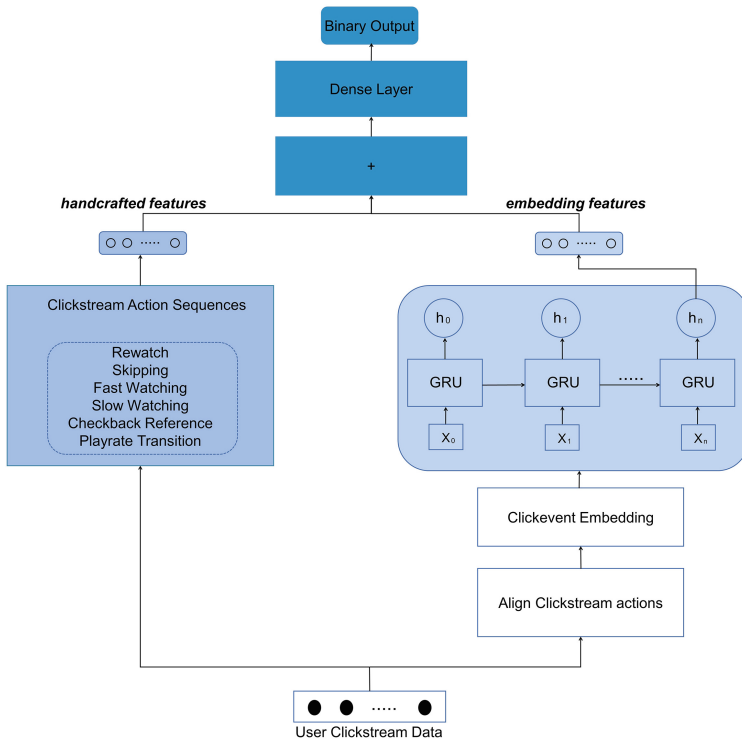 Binary Output
Dense Layer
+
handcrafted features
embedding features
.....
.....
Clickstream Action Sequences
Rewatch
Skipping
Fast Watching
Slow Watching
Checkback Reference
Playrate Transition
h₀
h₁
hₙ
GRU
GRU
.....
GRU
X₀
X₁
Xₙ
Clickevent Embedding
Align Clickstream actions
.....
User Clickstream Data